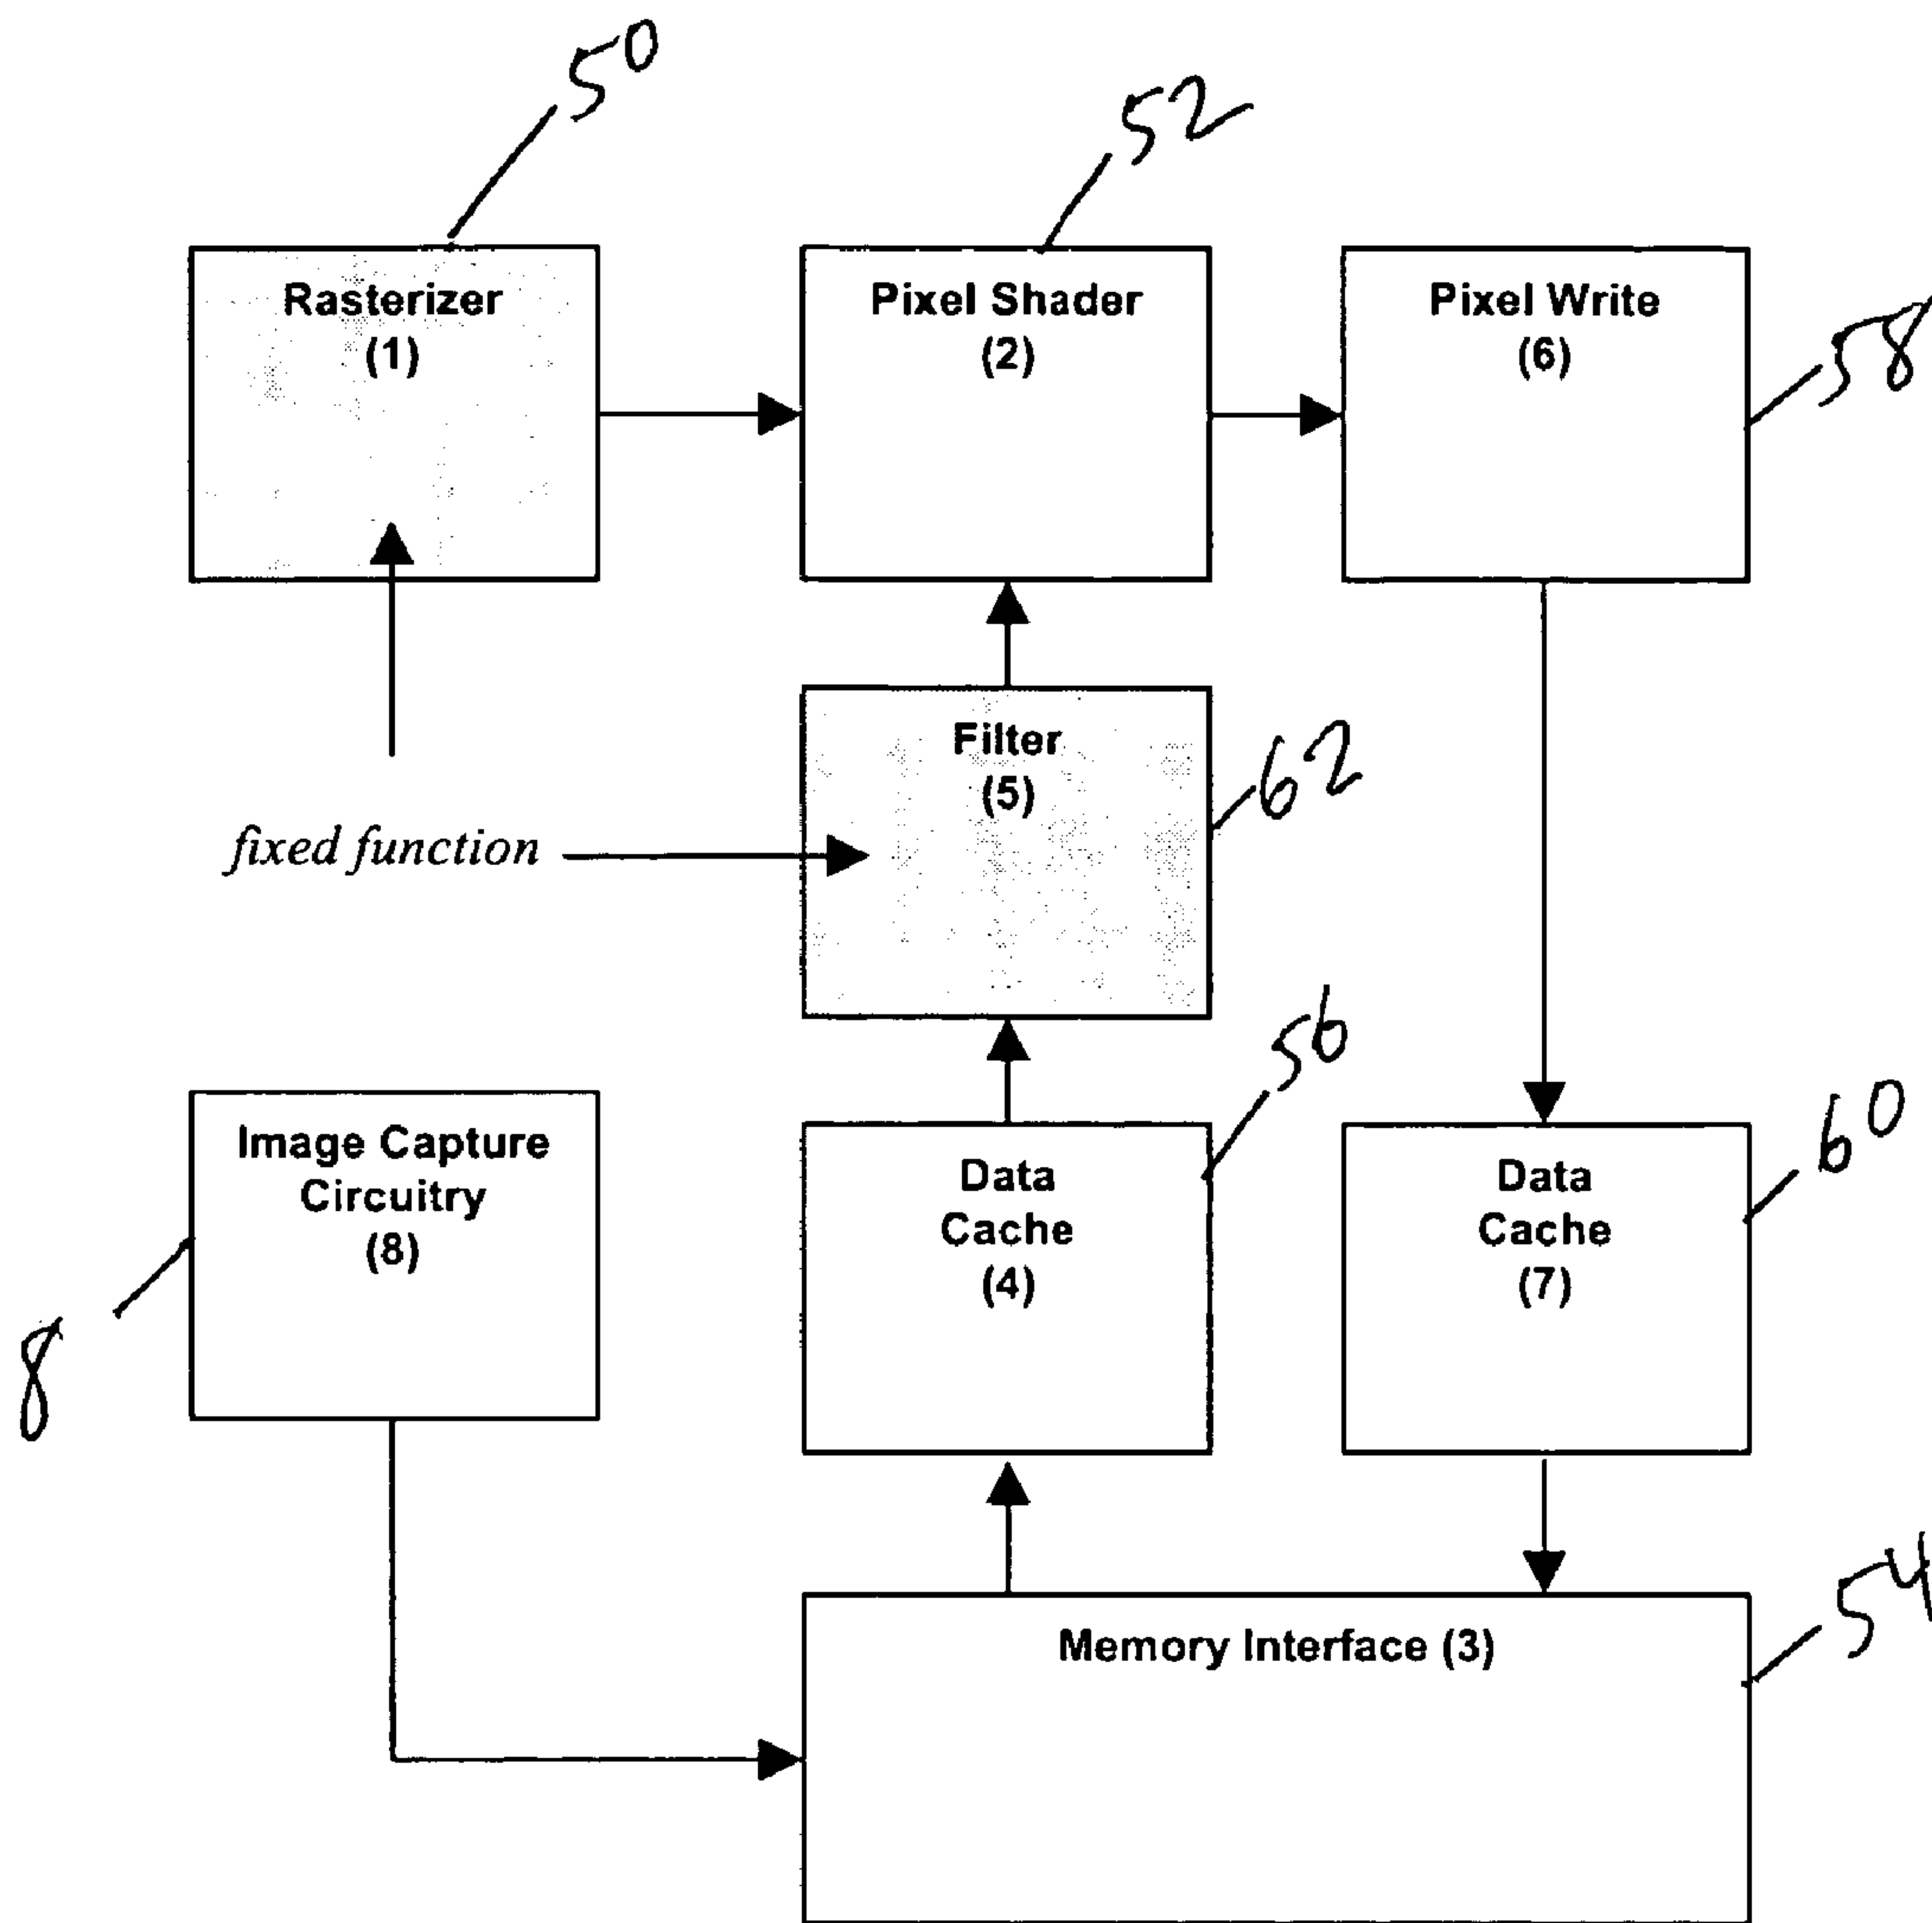 50
52
Rasterizer
(1)
Pixel Shader
(2)
Pixel Write
(6)
58
Filter
(5)
62
fixed function
56
Image Capture
Circuitry
(8)
8
Data
Cache
(4)
Data
Cache
(7)
60
Memory Interface (3)
54